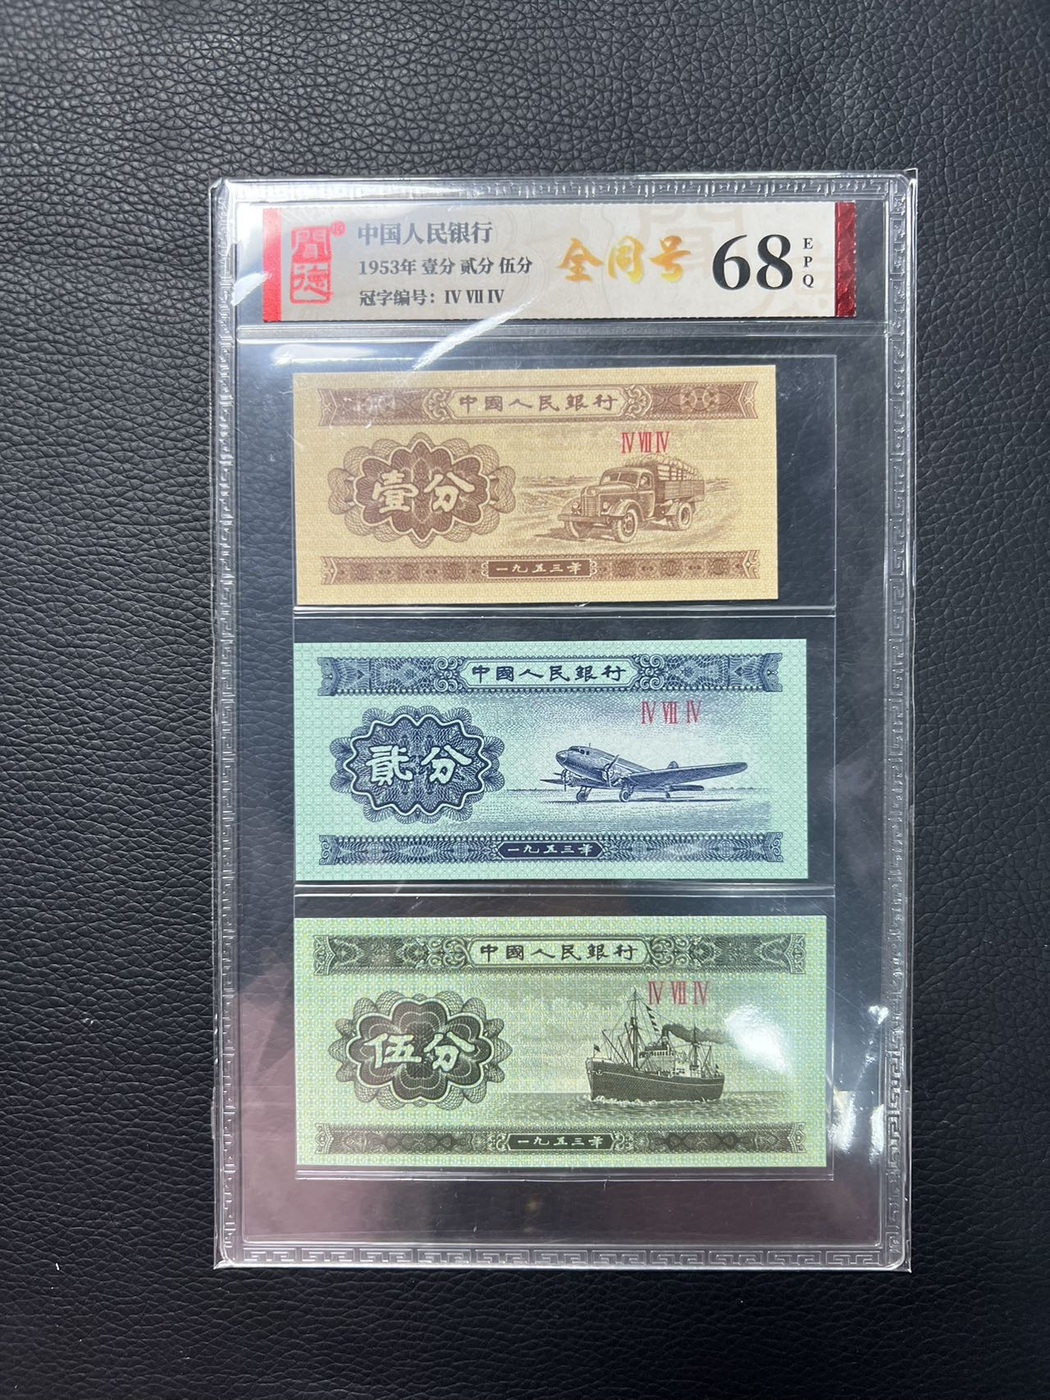 聞德
中国人民银行
1953年 壹分 贰分 伍分
冠字编号：Ⅳ Ⅶ Ⅳ
全同号
68
EPQ
中國人民銀行
Ⅳ Ⅶ Ⅳ
壹分
一九五三年
中國人民銀行
Ⅳ Ⅶ Ⅳ
貳分
一九五三年
中國人民銀行
Ⅳ Ⅶ Ⅳ
伍分
一九五三年